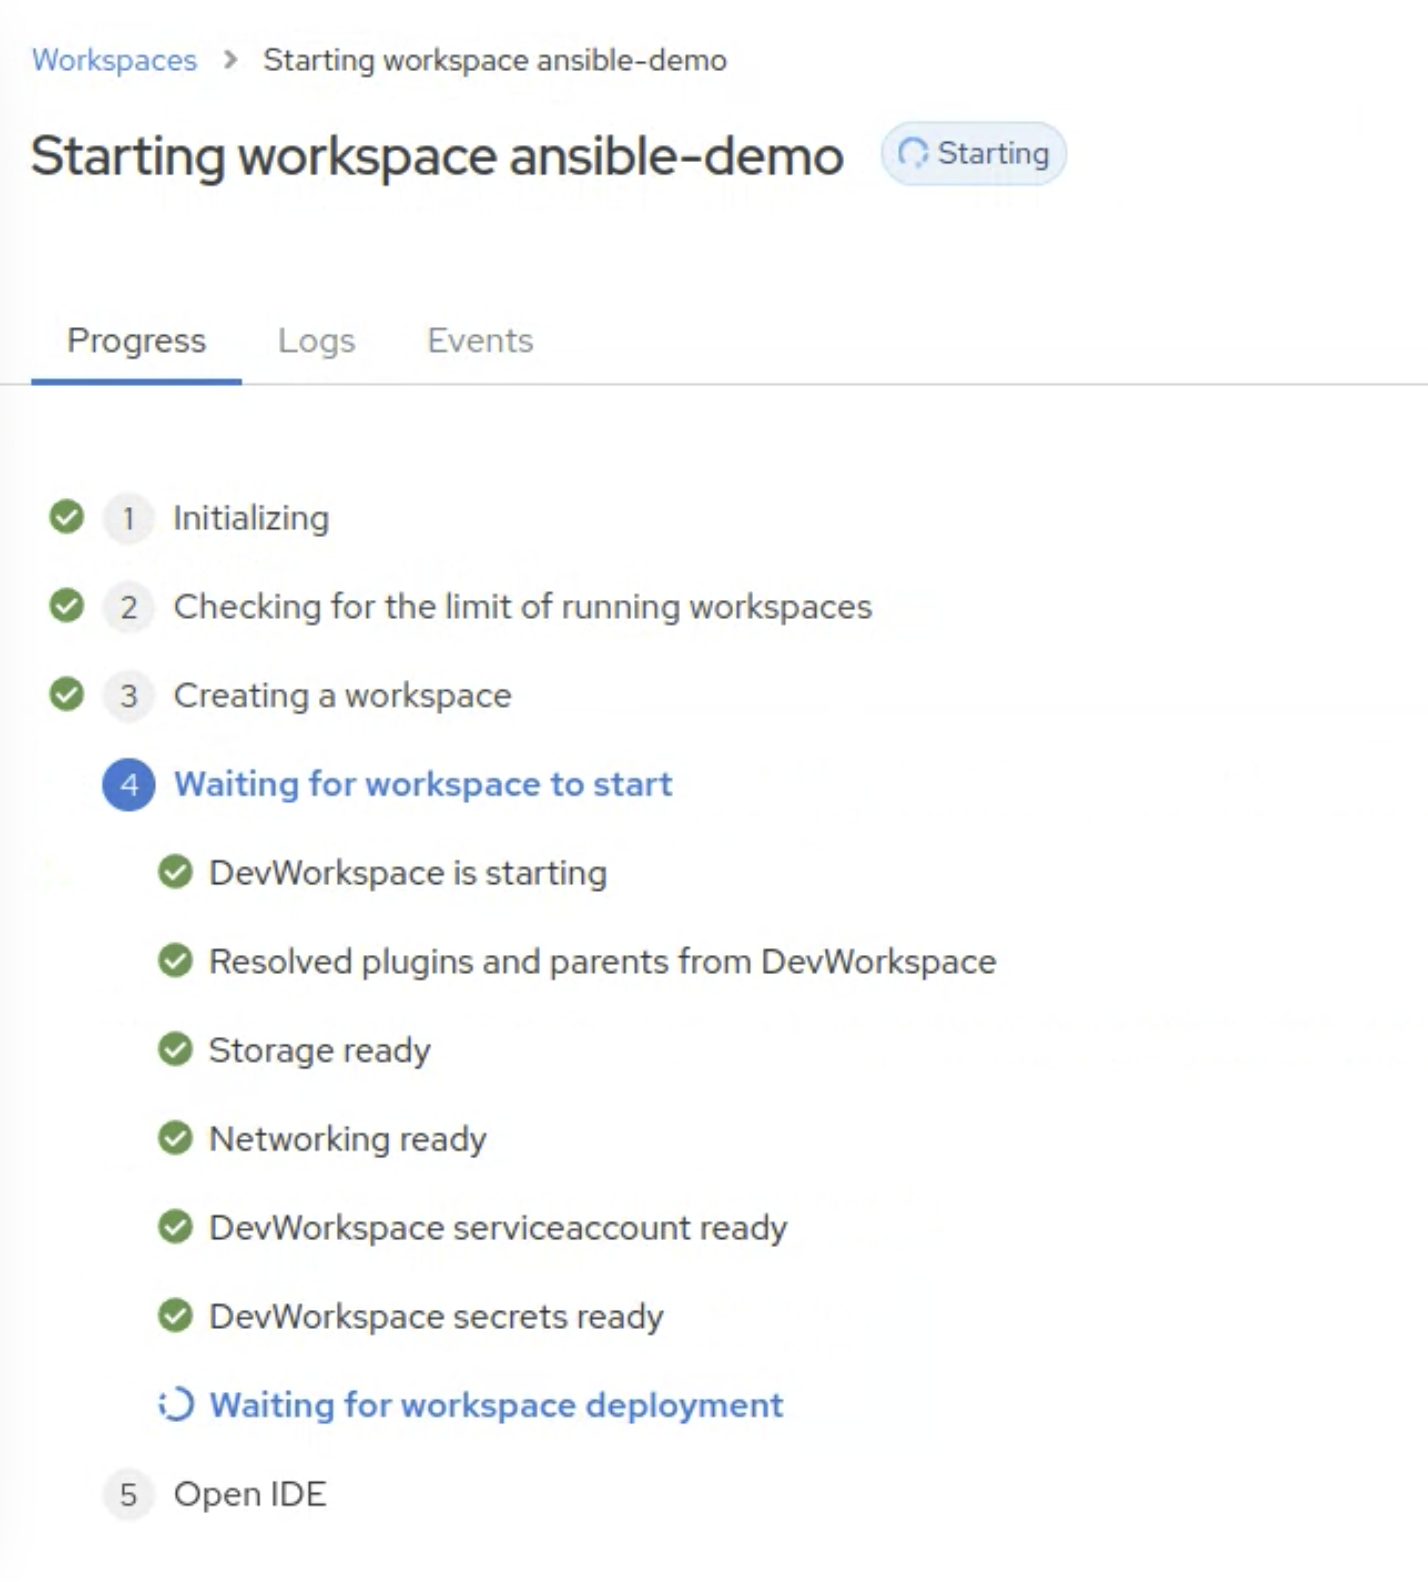 Workspaces > Starting workspace ansible-demo
Starting workspace ansible-demo Starting
Progress Logs Events
1 Initializing
2 Checking for the limit of running workspaces
3 Creating a workspace
4 Waiting for workspace to start
DevWorkspace is starting
Resolved plugins and parents from DevWorkspace
Storage ready
Networking ready
DevWorkspace serviceaccount ready
DevWorkspace secrets ready
Waiting for workspace deployment
5 Open IDE